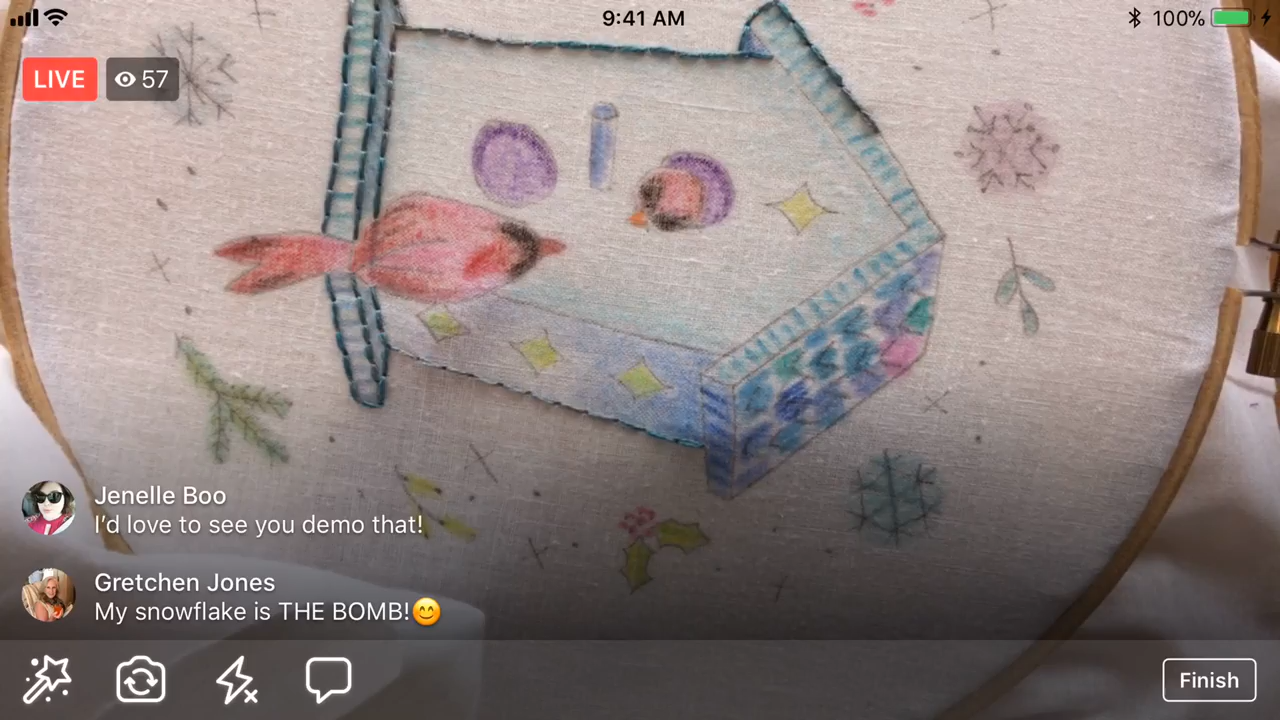 9:41 AM
100%
LIVE
57
Jenelle Boo
I’d love to see you demo that!
Gretchen Jones
My snowflake is THE BOMB!😊
Finish